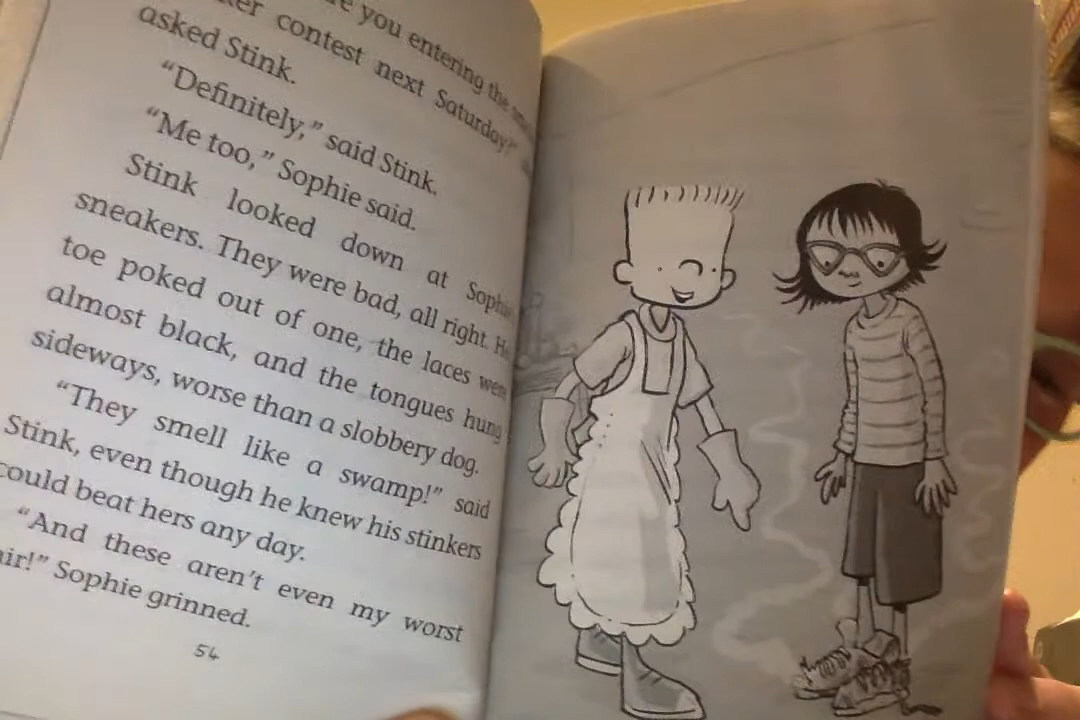 you entering the
contest next Saturday?"
asked Stink.
"Definitely," said Stink.
"Me too," Sophie said.
Stink looked down at
sneakers. They were bad, all right.
toe poked out of one, the laces were
almost black, and the tongues hung
sideways, worse than a slobbery dog.
"They smell like a swamp!" said
Stink, even though he knew his stinkers
could beat hers any day.
"And these aren't even my worst
Sophie grinned.
54